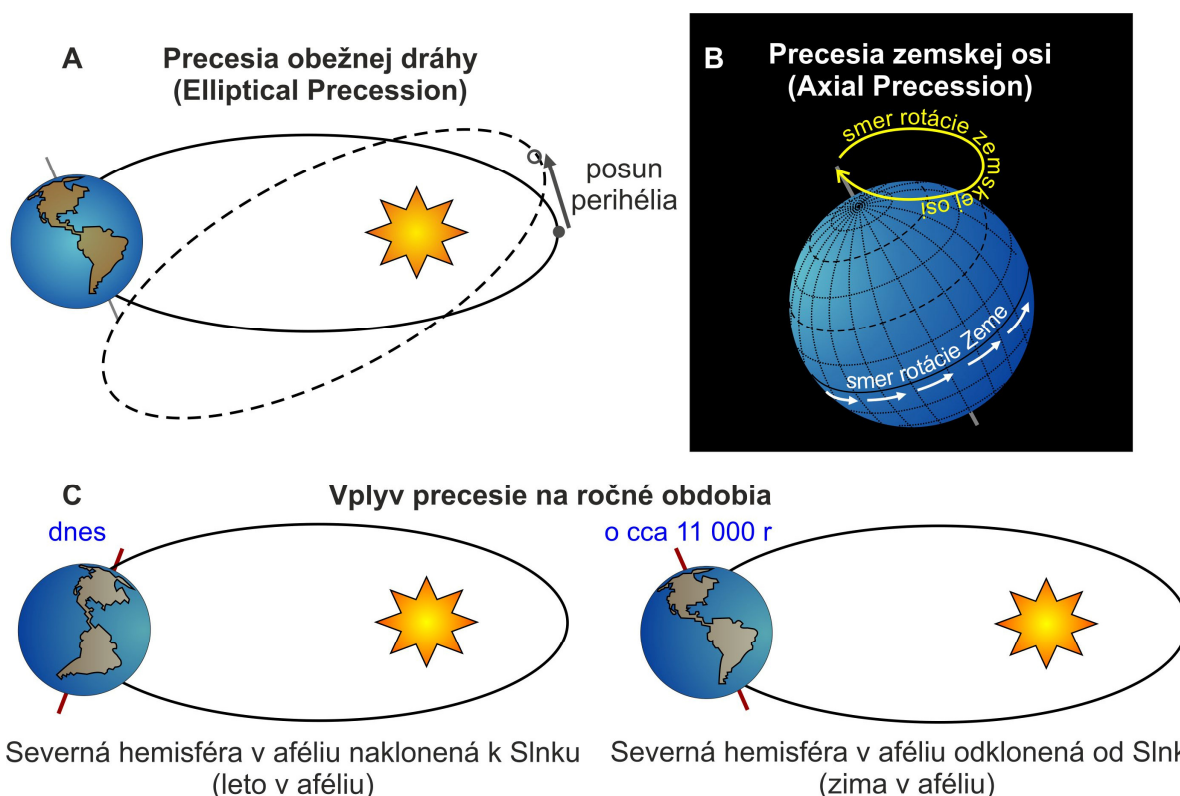 A
Precesia obežnej dráhy
(Elliptical Precession)
posun
perihélia
B
Precesia zemskej osi
(Axial Precession)
smer rotácie zemskej osi
smer rotácie Zeme
C
Vplyv precesie na ročné obdobia
dnes
Severná hemisféra v aféliu naklonená k Slnku
(leto v aféliu)
o cca 11 000 r
Severná hemisféra v aféliu odklonená od Slnk
(zima v aféliu)